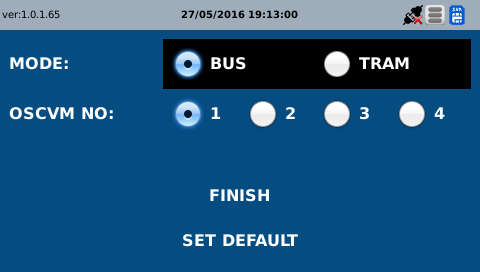 ver:1.0.1.65 27/05/2016 19:13:00
MODE: BUS TRAM
OSCVM NO: 1 2 3 4
FINISH
SET DEFAULT